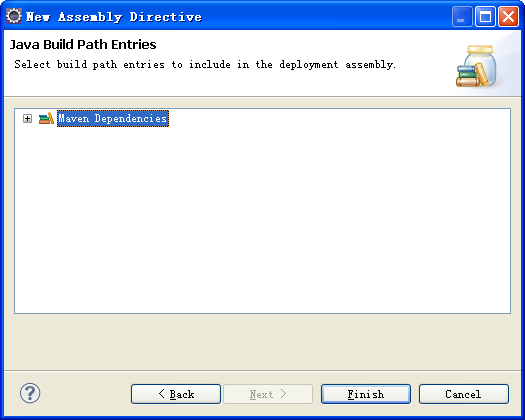 New Assembly Directive
Java Build Path Entries
Select build path entries to include in the deployment assembly.
Maven Dependencies
< Back
Next >
Finish
Cancel